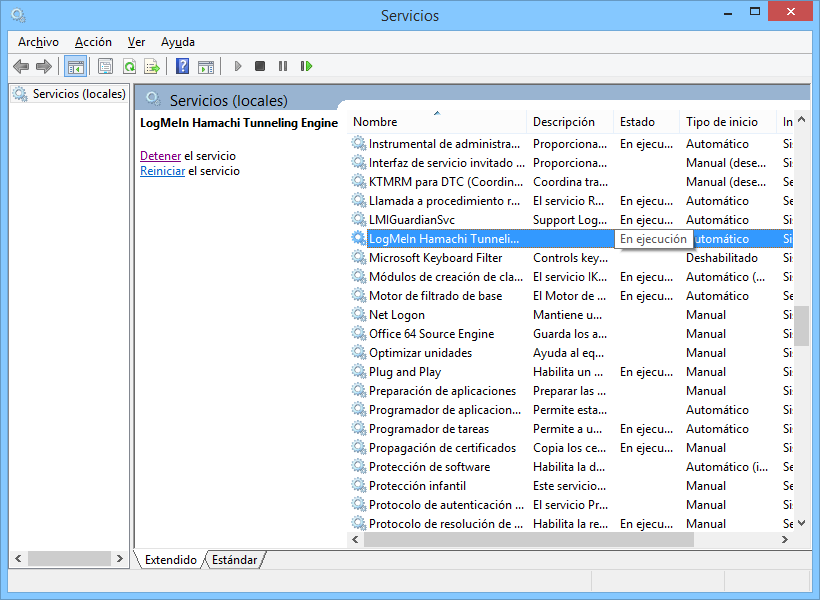 Servicios
Archivo Acción Ver Ayuda
Servicios (locales)
Servicios (locales)
LogMeIn Hamachi Tunneling Engine
Detener el servicio
Reiniciar el servicio
Nombre Descripción Estado Tipo de inicio In
Instrumental de administra... Proporciona... En ejecu... Automático Si
Interfaz de servicio invitado ... Proporciona... Manual (dese... Si
KTMRM para DTC (Coordin... Coordina tra... Manual (dese... Se
Llamada a procedimiento r... El servicio R... En ejecu... Automático Se
LMIGuardianSvc Support Log... En ejecu... Automático Si
LogMeIn Hamachi Tunneli... En ejecución utomático Si
Microsoft Keyboard Filter Controls key... Deshabilitado Si
Módulos de creación de cla... El servicio IK... En ejecu... Automático (... Si
Motor de filtrado de base El Motor de ... En ejecu... Automático Se
Net Logon Mantiene u... Manual Si
Office 64 Source Engine Guarda los a... Manual Si
Optimizar unidades Ayuda al eq... Manual Si
Plug and Play Habilita un ... En ejecu... Manual Si
Preparación de aplicaciones Preparar las ... Manual Si
Programador de aplicacion... Permite esta... Automático Si
Programador de tareas Permite a u... En ejecu... Automático Si
Propagación de certificados Copia los ce... En ejecu... Manual Si
Protección de software Habilita la d... Automático (i... Se
Protección infantil Este servicio... Manual Se
Protocolo de autenticación ... El servicio Pr... Manual Se
Protocolo de resolución de ... Habilita la re... En ejecu... Manual Se
Extendido Estándar